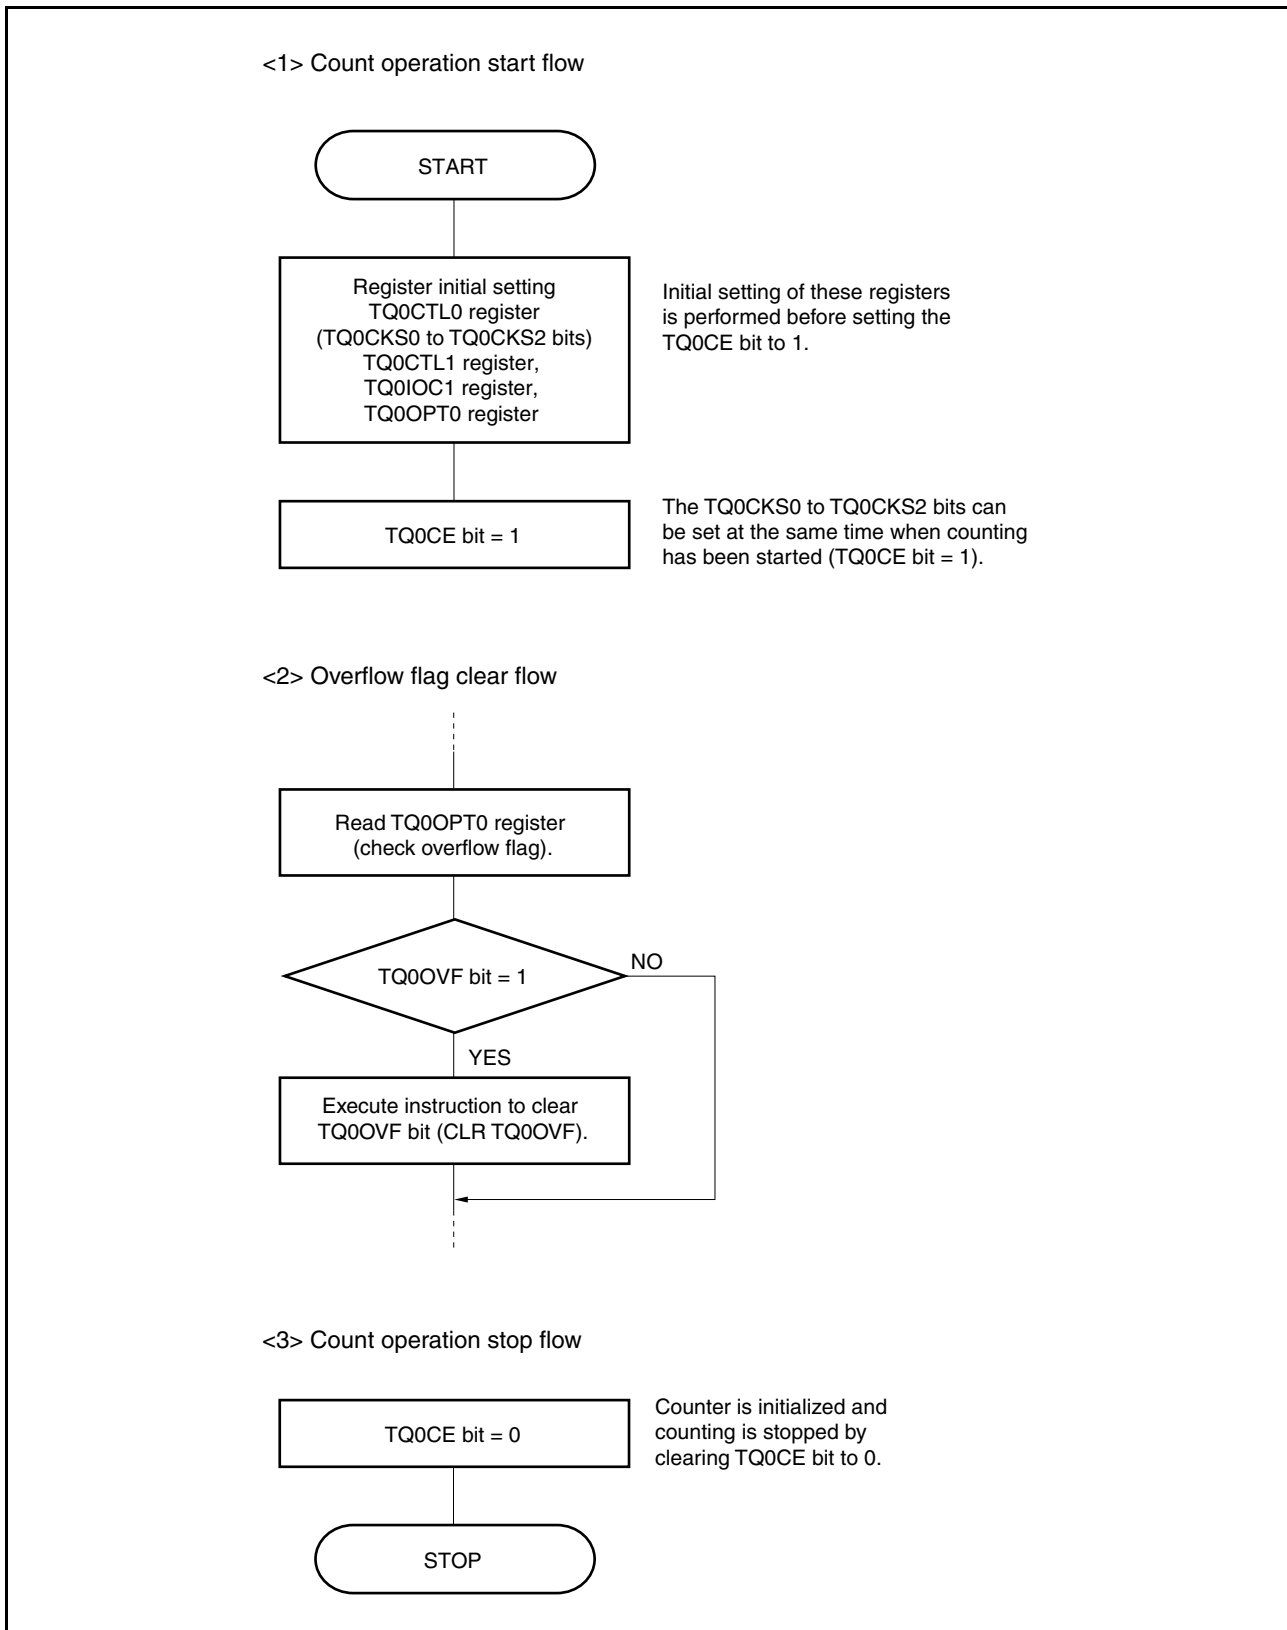 <1> Count operation start flow
START
Register initial setting
TQ0CTL0 register
(TQ0CKS0 to TQ0CKS2 bits)
TQ0CTL1 register,
TQ0IOC1 register,
TQ0OPT0 register
Initial setting of these registers
is performed before setting the
TQ0CE bit to 1.
TQ0CE bit = 1
The TQ0CKS0 to TQ0CKS2 bits can
be set at the same time when counting
has been started (TQ0CE bit = 1).
<2> Overflow flag clear flow
Read TQ0OPT0 register
(check overflow flag).
TQ0OVF bit = 1
NO
YES
Execute instruction to clear
TQ0OVF bit (CLR TQ0OVF).
<3> Count operation stop flow
TQ0CE bit = 0
Counter is initialized and
counting is stopped by
clearing TQ0CE bit to 0.
STOP